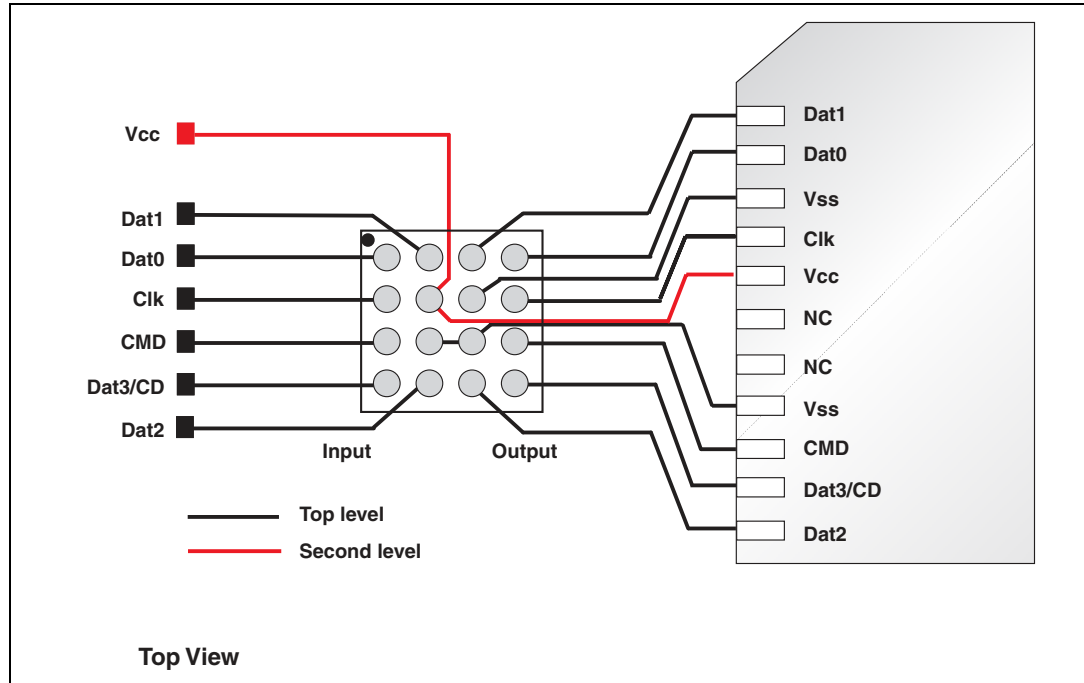 Vcc
Dat1
Dat0
Clk
CMD
Dat3/CD
Dat2
Input
Output
Top level
Second level
Top View
Dat1
Dat0
Vss
Clk
Vcc
NC
NC
Vss
CMD
Dat3/CD
Dat2